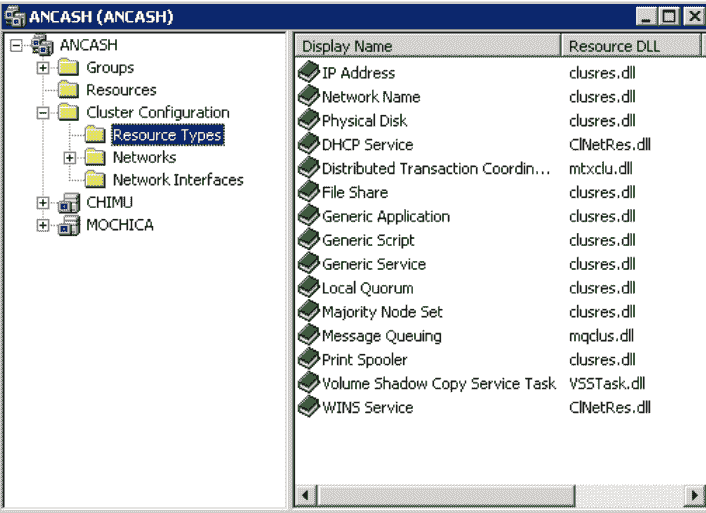 ANCASH (ANCASH)
ANCASH
Groups
Resources
Cluster Configuration
Resource Types
Networks
Network Interfaces
CHIMU
MOCHICA
Display Name Resource DLL
IP Address clusres.dll
Network Name clusres.dll
Physical Disk clusres.dll
DHCP Service ClNetRes.dll
Distributed Transaction Coordin... mtxclu.dll
File Share clusres.dll
Generic Application clusres.dll
Generic Script clusres.dll
Generic Service clusres.dll
Local Quorum clusres.dll
Majority Node Set clusres.dll
Message Queuing mqclus.dll
Print Spooler clusres.dll
Volume Shadow Copy Service Task VSSTask.dll
WINS Service ClNetRes.dll